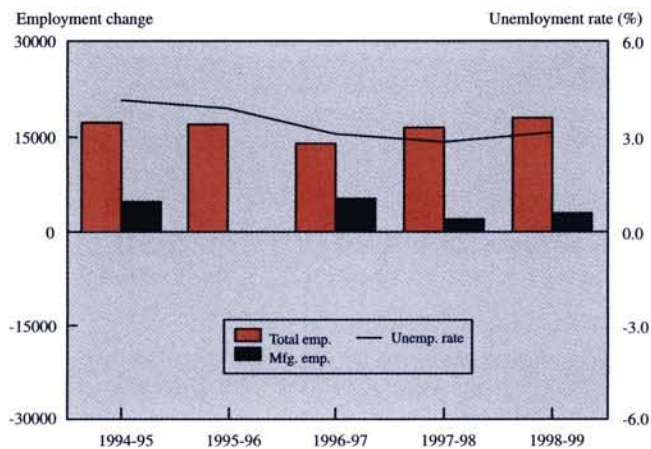 Employment change Unemloyment rate (%)
30000 6.0
15000 3.0
0 0.0
-15000 -3.0
Total emp. Unemp. rate
Mfg. emp.
-30000 -6.0
1994-95 1995-96 1996-97 1997-98 1998-99